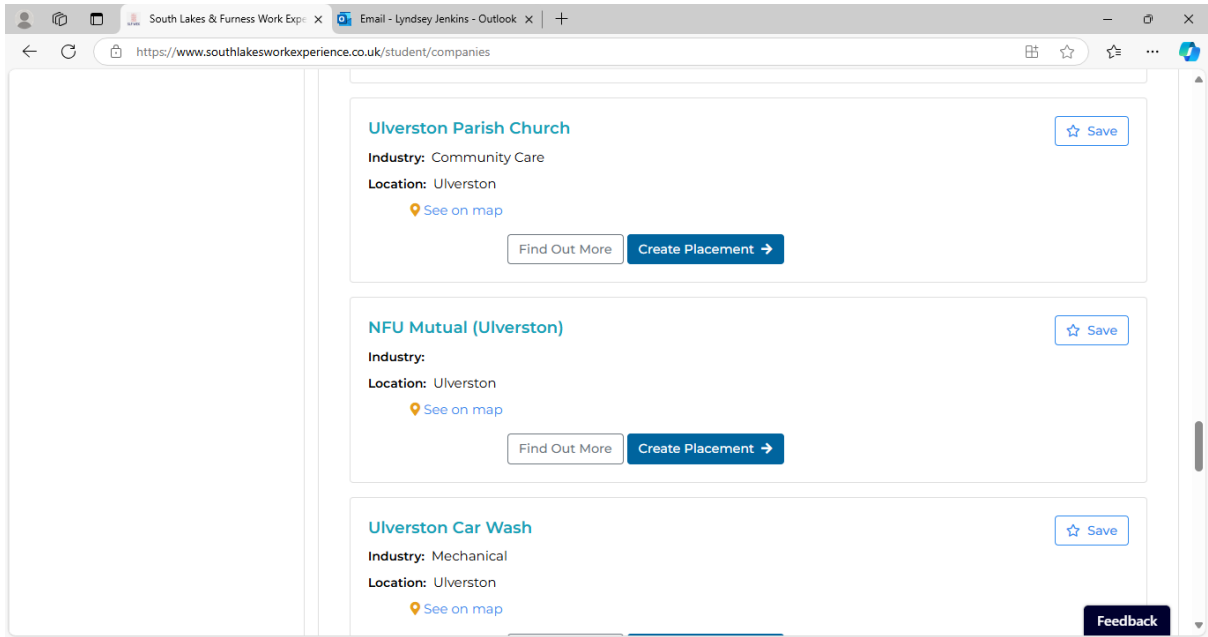 South Lakes & Furness Work Expe
Email - Lyndsey Jenkins - Outlook
https://www.southlakesworkexperience.co.uk/student/companies
Ulverston Parish Church
Save
Industry: Community Care
Location: Ulverston
See on map
Find Out More
Create Placement
NFU Mutual (Ulverston)
Save
Industry:
Location: Ulverston
See on map
Find Out More
Create Placement
Ulverston Car Wash
Save
Industry: Mechanical
Location: Ulverston
See on map
Feedback